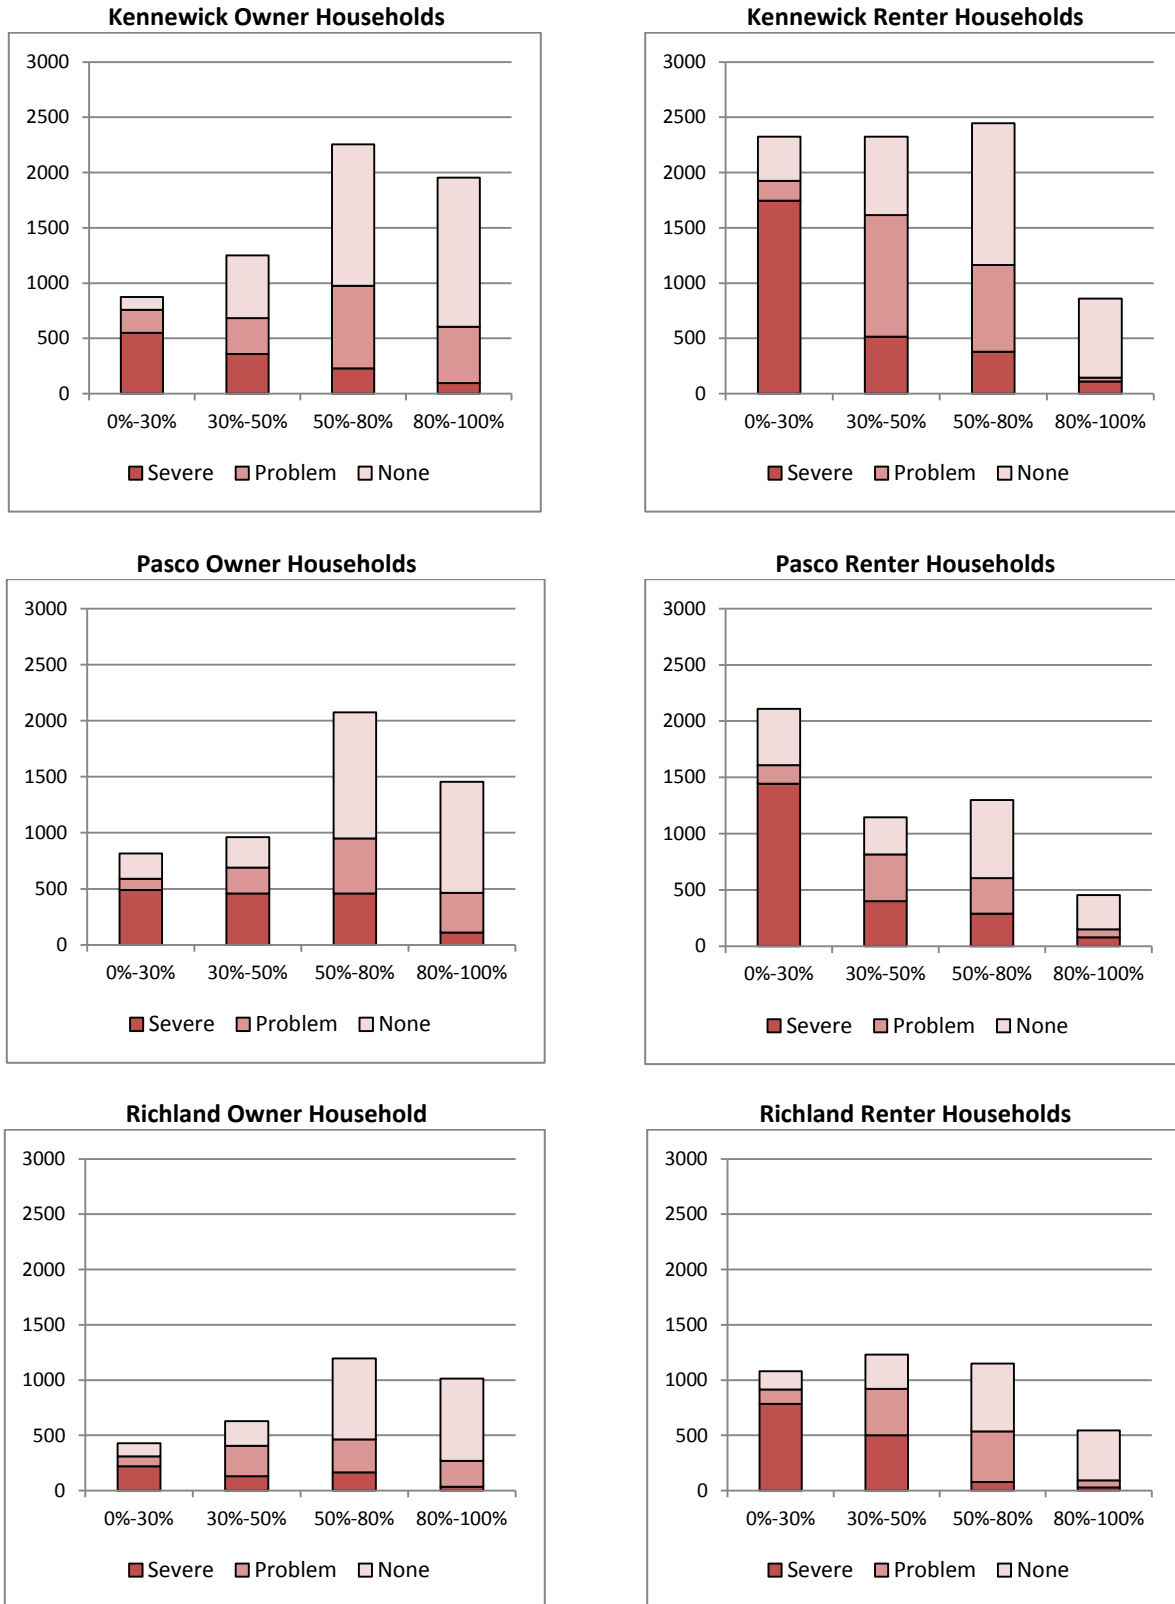 Kennewick Owner Households
3000
2500
2000
1500
1000
500
0
0%-30% 30%-50% 50%-80% 80%-100%
Severe Problem None
Kennewick Renter Households
3000
2500
2000
1500
1000
500
0
0%-30% 30%-50% 50%-80% 80%-100%
Severe Problem None
Pasco Owner Households
3000
2500
2000
1500
1000
500
0
0%-30% 30%-50% 50%-80% 80%-100%
Severe Problem None
Pasco Renter Households
3000
2500
2000
1500
1000
500
0
0%-30% 30%-50% 50%-80% 80%-100%
Severe Problem None
Richland Owner Household
3000
2500
2000
1500
1000
500
0
0%-30% 30%-50% 50%-80% 80%-100%
Severe Problem None
Richland Renter Households
3000
2500
2000
1500
1000
500
0
0%-30% 30%-50% 50%-80% 80%-100%
Severe Problem None